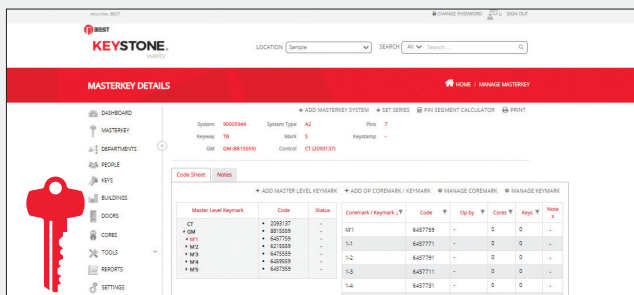 WELCOME, BEST
CHANGE PASSWORD 0 SIGN OUT
BEST
KEYSTONE.
LOCATION Sample SEARCH All Search...
MASTERKEY DETAILS
HOME / MANAGE MASTERKEY
+ ADD MASTERKEY SYSTEM + SET SERIES PIN SEGMENT CALCULATOR PRINT
System 90005944 System Type A2 Pins 7
Keyway TB Mark S Keystamp -
GM GM (8815559) Control CT (2093137)
DASHBOARD
MASTERKEY
DEPARTMENTS
PEOPLE
KEYS
BUILDINGS
DOORS
CORES
TOOLS
REPORTS
SETTINGS
Code Sheet Notes
+ ADD MASTER LEVEL KEYMARK + ADD OP COREMARK / KEYMARK MANAGE COREMARK MANAGE KEYMARK
Master Level Keymark Code Status
CT • 2093137 -
GM • 8815559 -
M'1 • 6457759 -
M'2 • 6215559 -
M'3 • 6475559 -
M'4 • 6459559 -
M'5 • 6457359 -
Coremark / Keymark Code Op by Cores Keys Notes
M'1 6457759 - 0 0 -
1-1 6457771 - 0 0 -
1-2 6457791 - 0 0 -
1-3 6457711 - 0 0 -
1-4 6457731 - 0 0 -